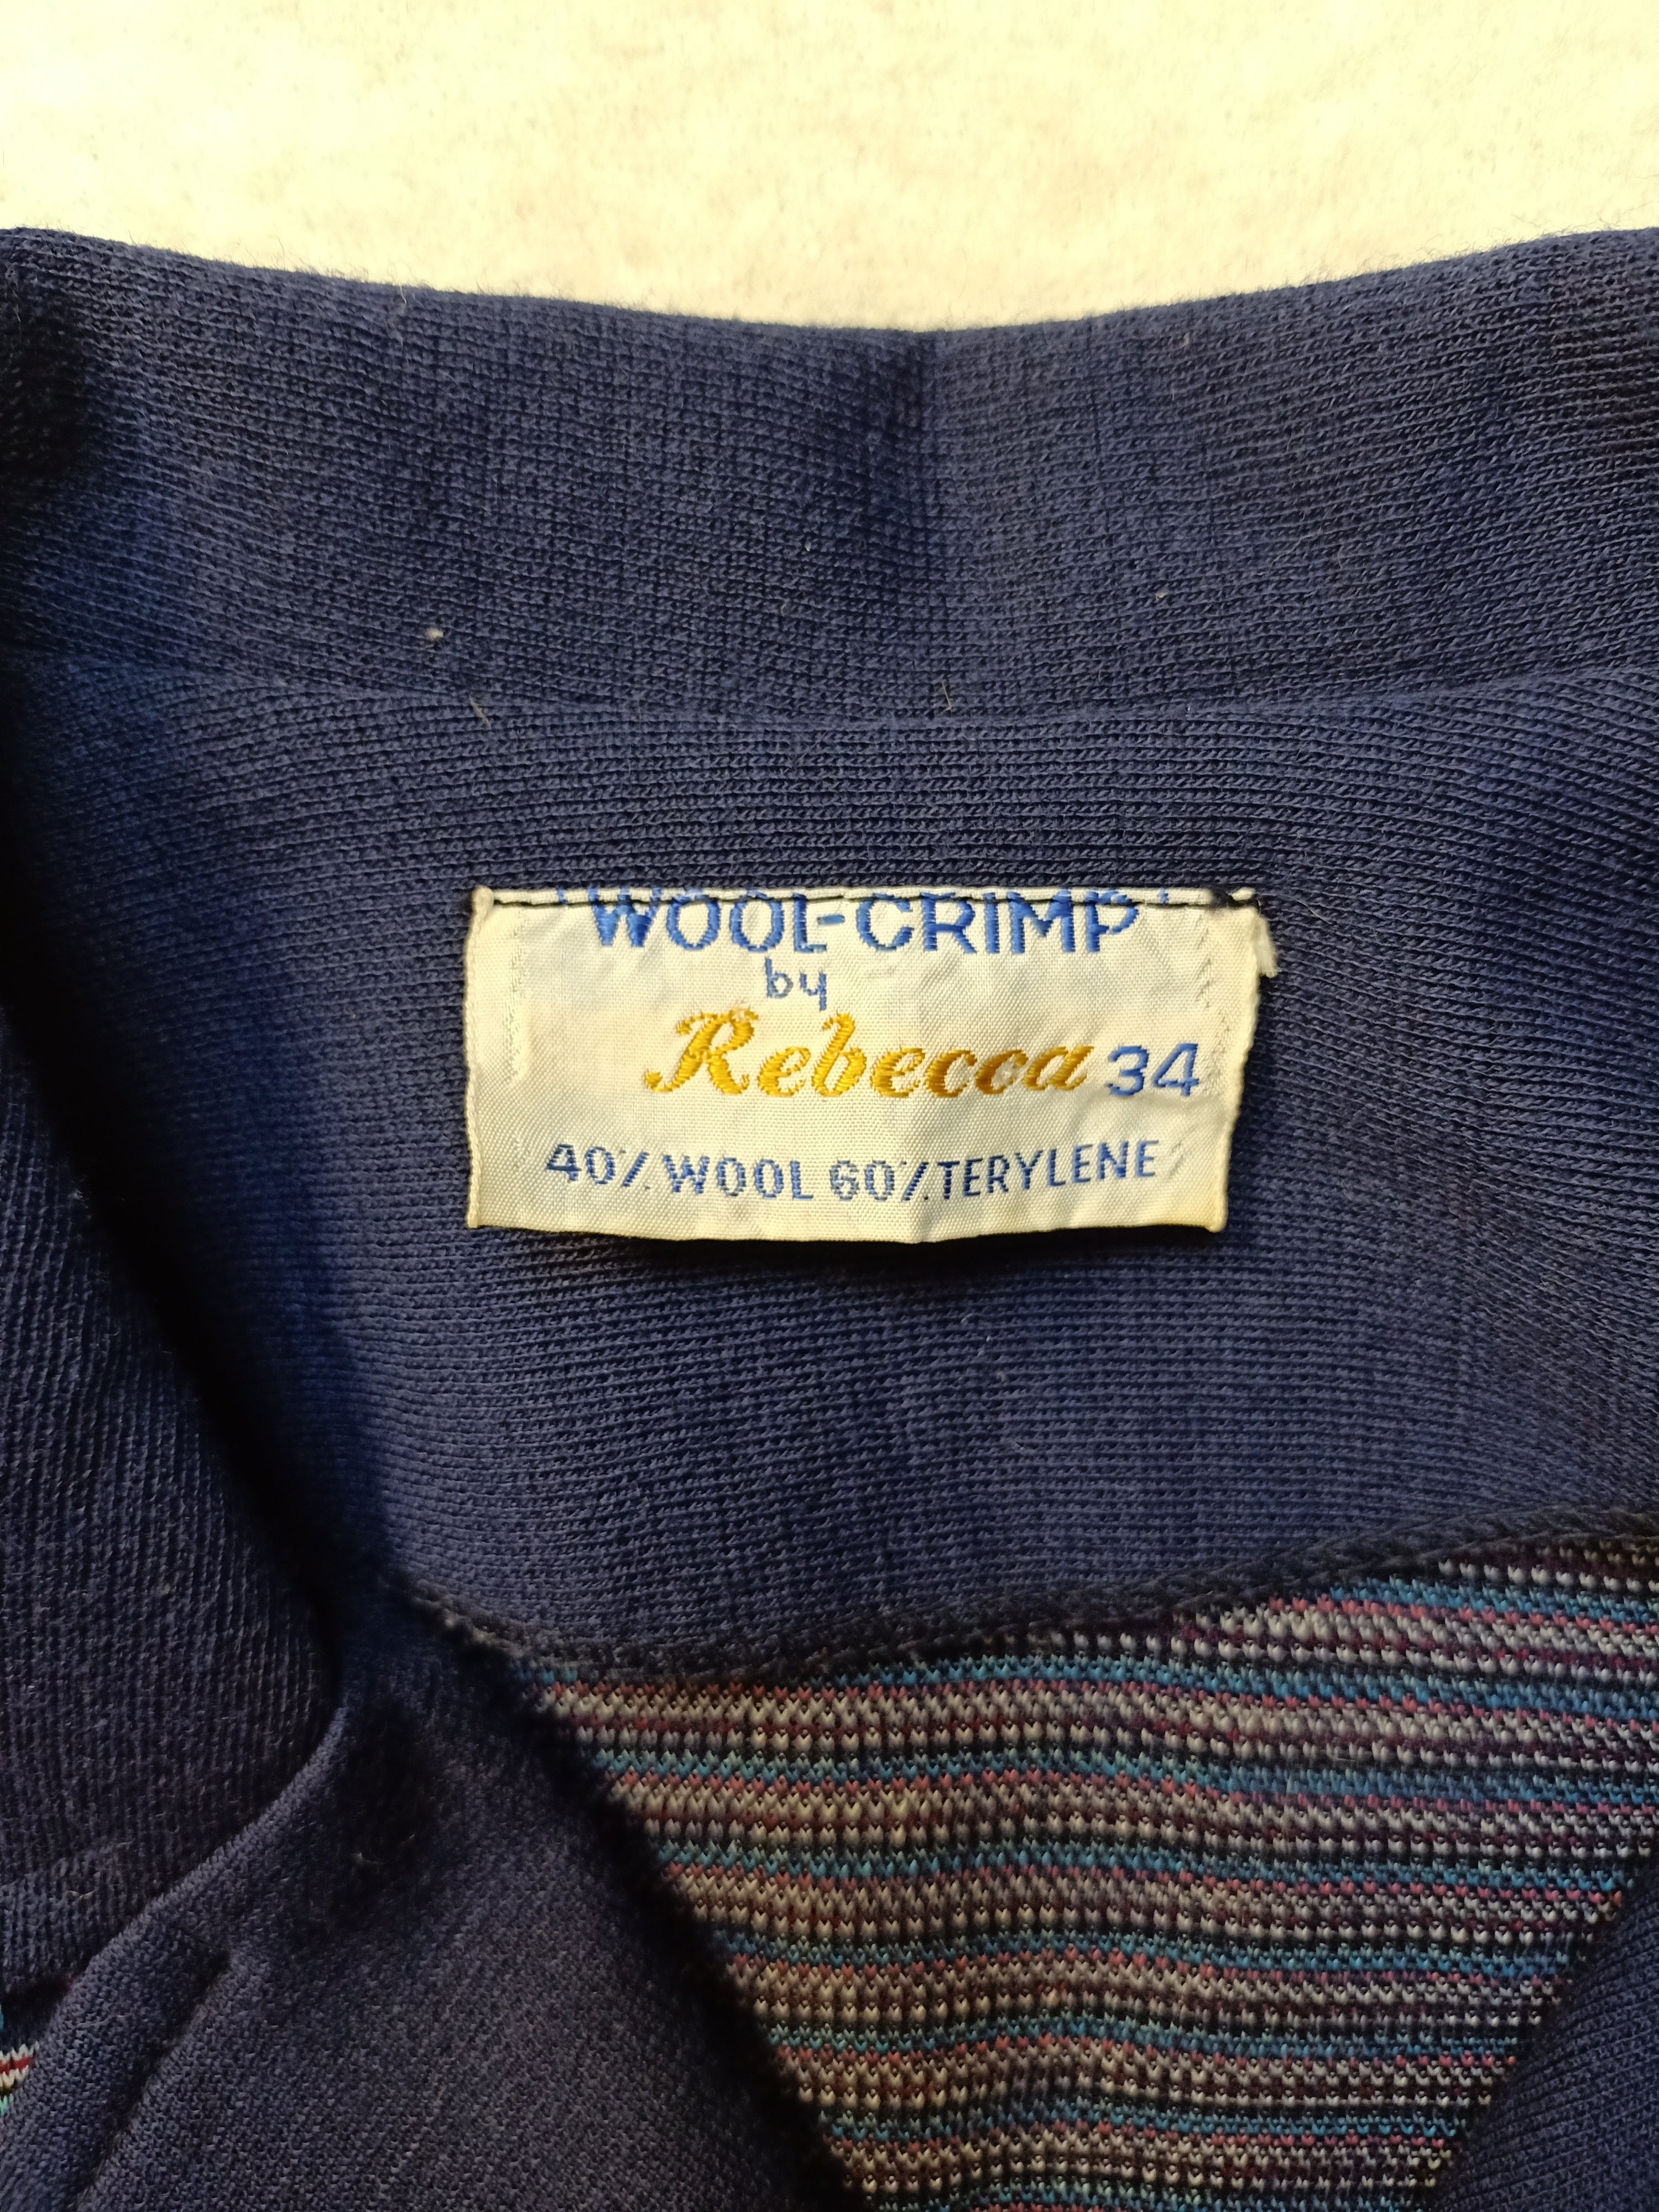 'WOOL-CRIMP'
by
Rebecca 34
40% WOOL 60% TERYLENE